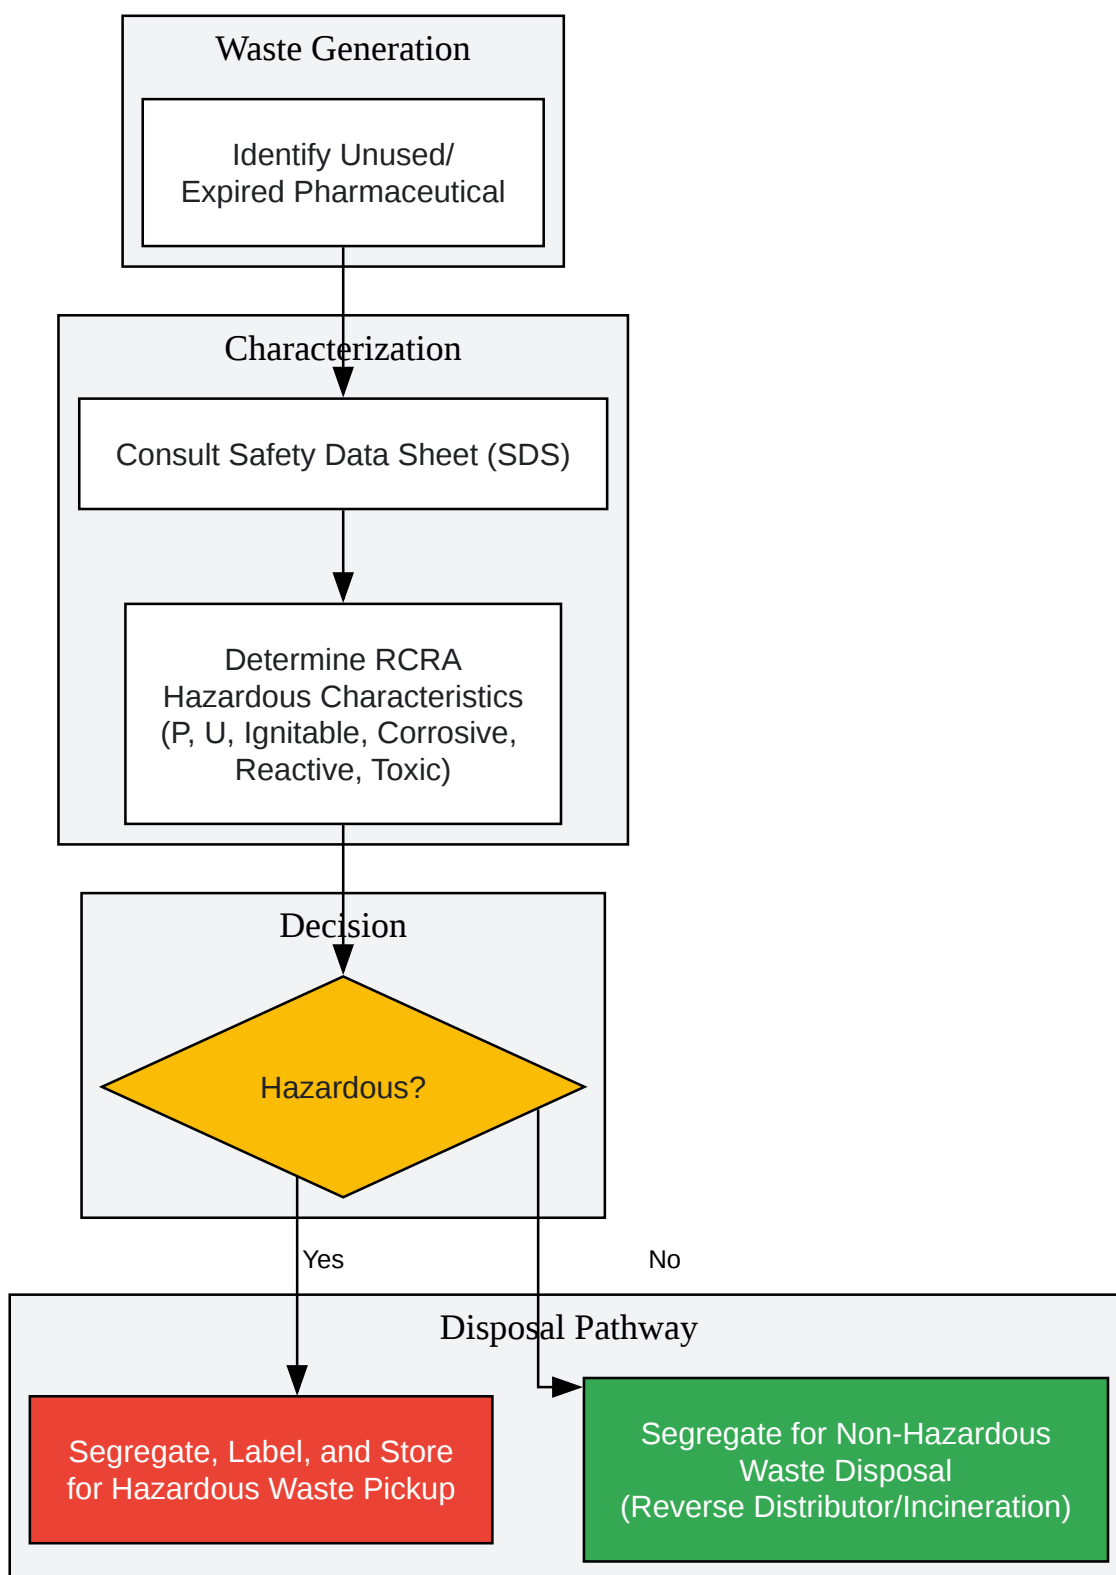 Waste Generation
Identify Unused/
Expired Pharmaceutical
Characterization
Consult Safety Data Sheet (SDS)
Determine RCRA
Hazardous Characteristics
(P, U, Ignitable, Corrosive,
Reactive, Toxic)
Decision
Hazardous?
Yes
No
Disposal Pathway
Segregate, Label, and Store
for Hazardous Waste Pickup
Segregate for Non-Hazardous
Waste Disposal
(Reverse Distributor/Incineration)